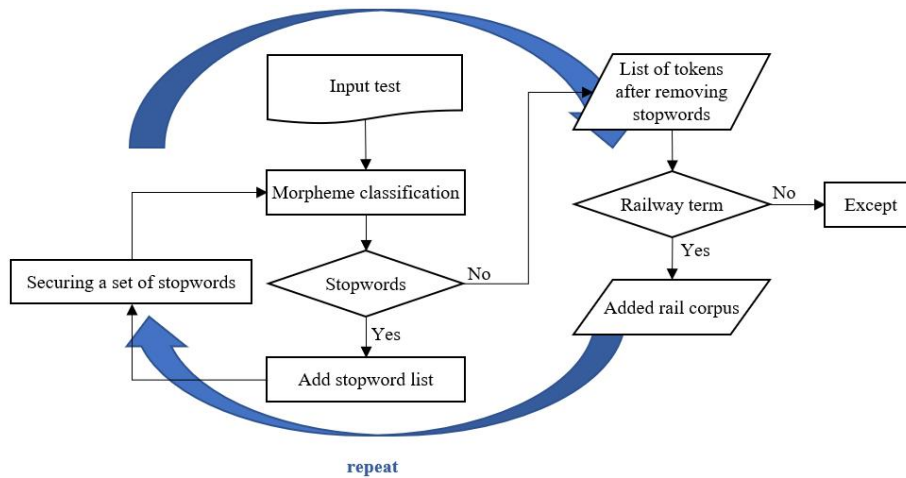 Input test
List of tokens
after removing
stopwords
Morpheme classification
Railway term
No
Except
Securing a set of stopwords
Stopwords
No
Yes
Yes
Added rail corpus
Add stopword list
repeat